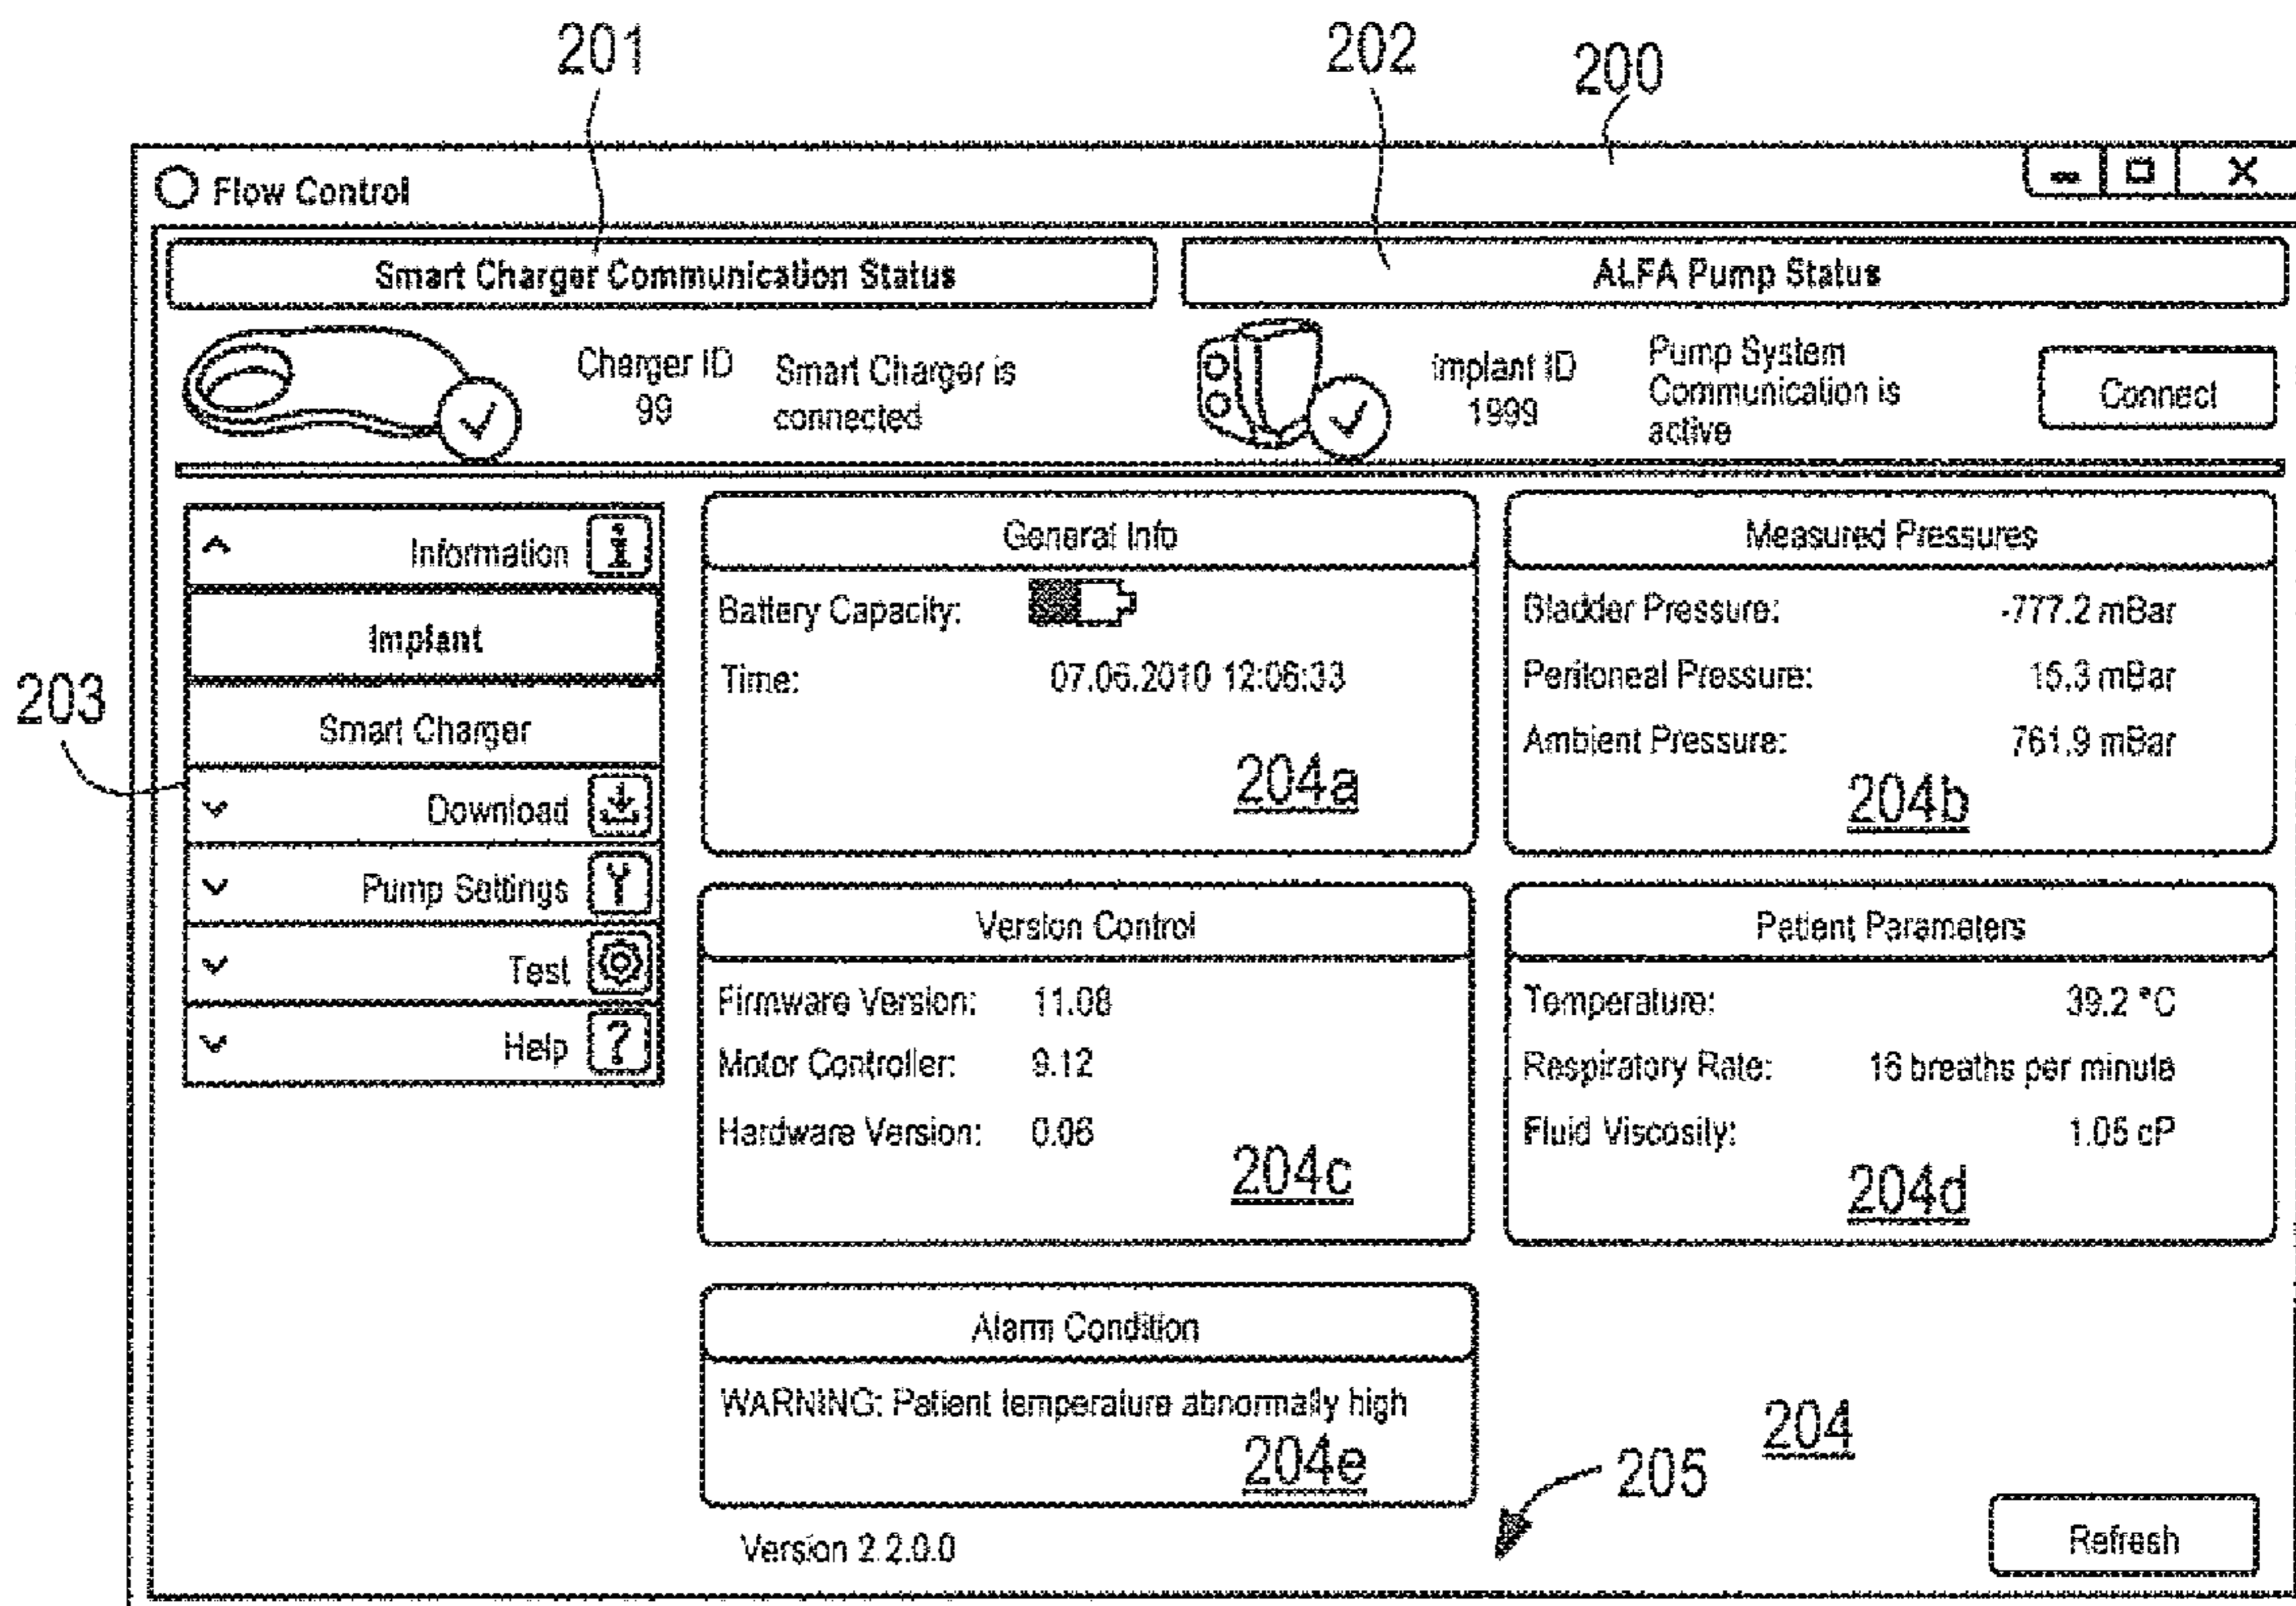 201
202
200
Flow Control
Smart Charger Communication Status
ALFA Pump Status
Charger ID
99
Smart Charger is
connected
Implant ID
1999
Pump System
Communication is
active
Connect
203
Information
Implant
Smart Charger
Download
Pump Settings
Test
Help ?
General Info
Battery Capacity:
Time: 07.06.2010 12:06:33
204a
Measured Pressures
Bladder Pressure: -777.2 mBar
Peritoneal Pressure: 15.3 mBar
Ambient Pressure: 761.9 mBar
204b
Version Control
Firmware Version: 11.08
Motor Controller: 9.12
Hardware Version: 0.06
204c
Patient Parameters
Temperature: 39.2 °C
Respiratory Rate: 16 breaths per minute
Fluid Viscosity: 1.05 cP
204d
Alarm Condition
WARNING: Patient temperature abnormally high
204e
204
205
Version 2.2.0.0
Refresh